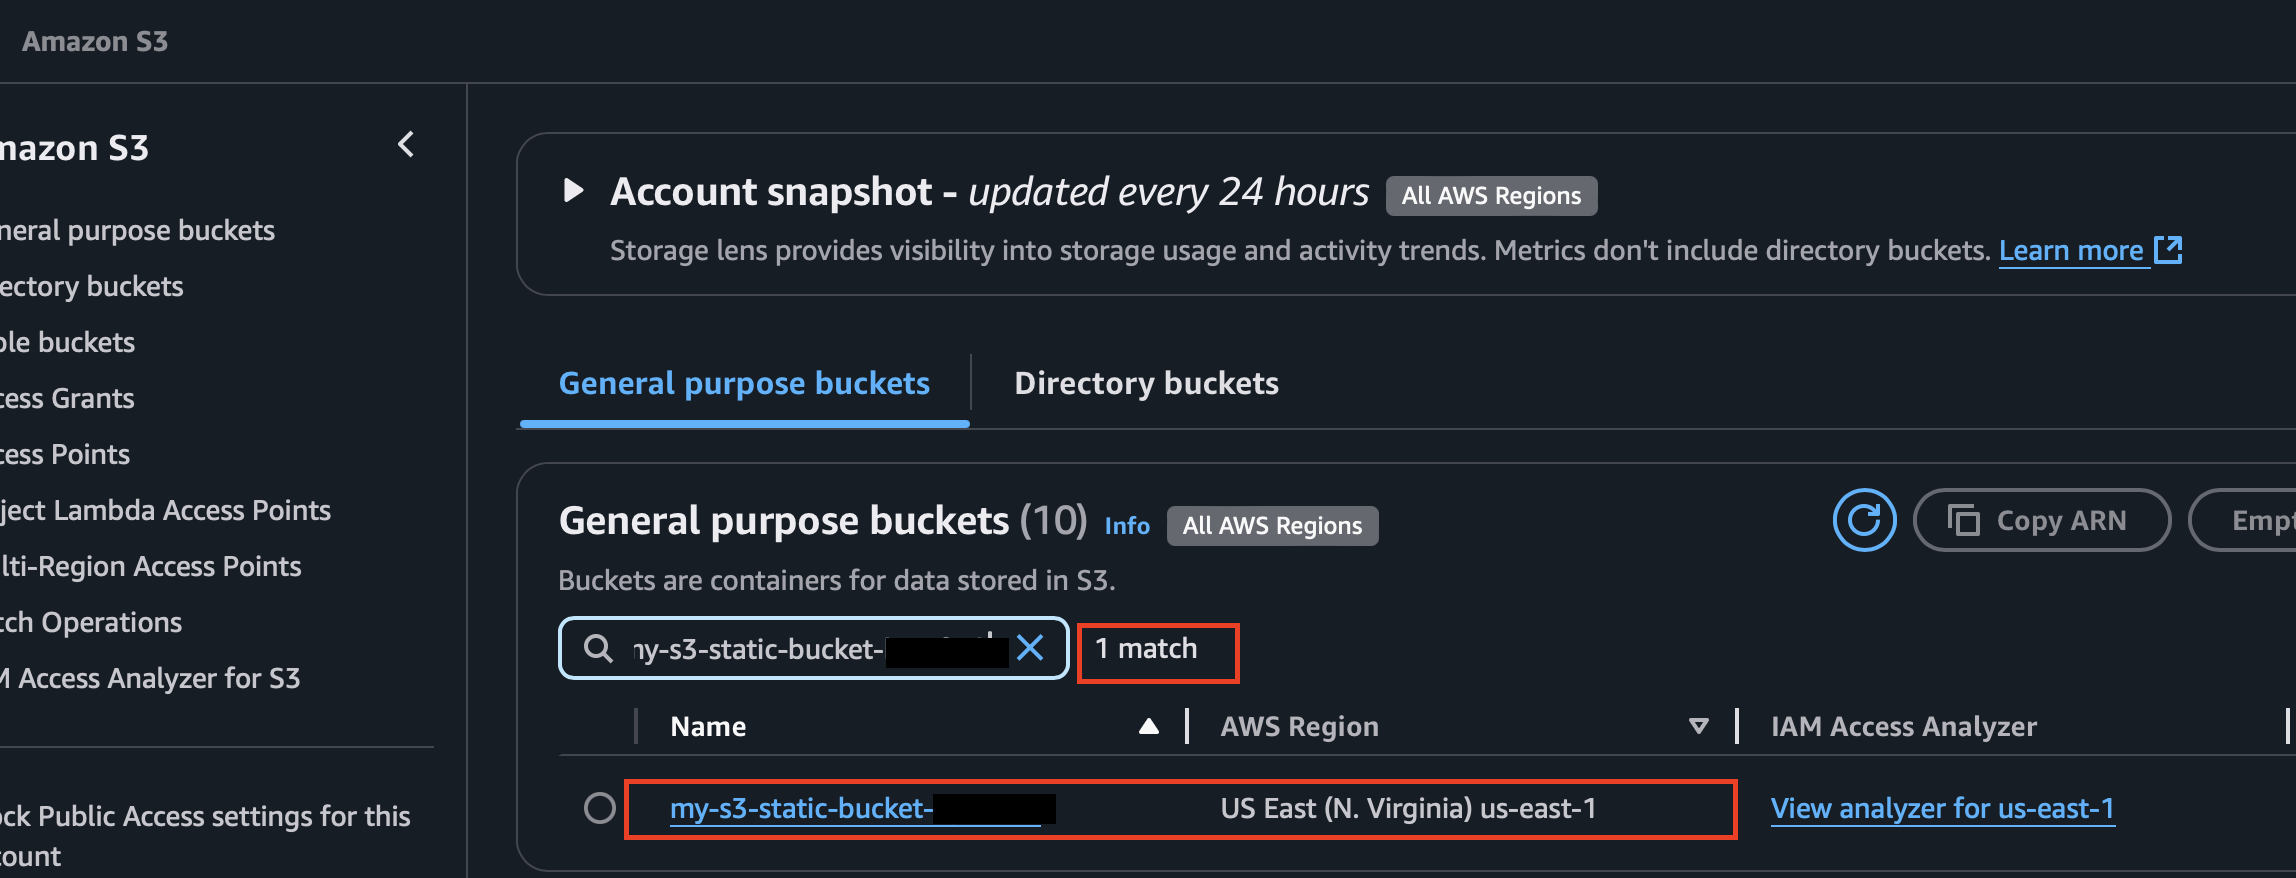 Amazon S3
mazon S3
neral purpose buckets
ectory buckets
ble buckets
cess Grants
cess Points
ject Lambda Access Points
lti-Region Access Points
tch Operations
M Access Analyzer for S3
ock Public Access settings for this
count
Account snapshot - updated every 24 hours All AWS Regions
Storage lens provides visibility into storage usage and activity trends. Metrics don't include directory buckets. Learn more
General purpose buckets Directory buckets
General purpose buckets (10) Info All AWS Regions Copy ARN Empt
Buckets are containers for data stored in S3.
my-s3-static-bucket- 1 match
Name AWS Region IAM Access Analyzer
my-s3-static-bucket- US East (N. Virginia) us-east-1 View analyzer for us-east-1